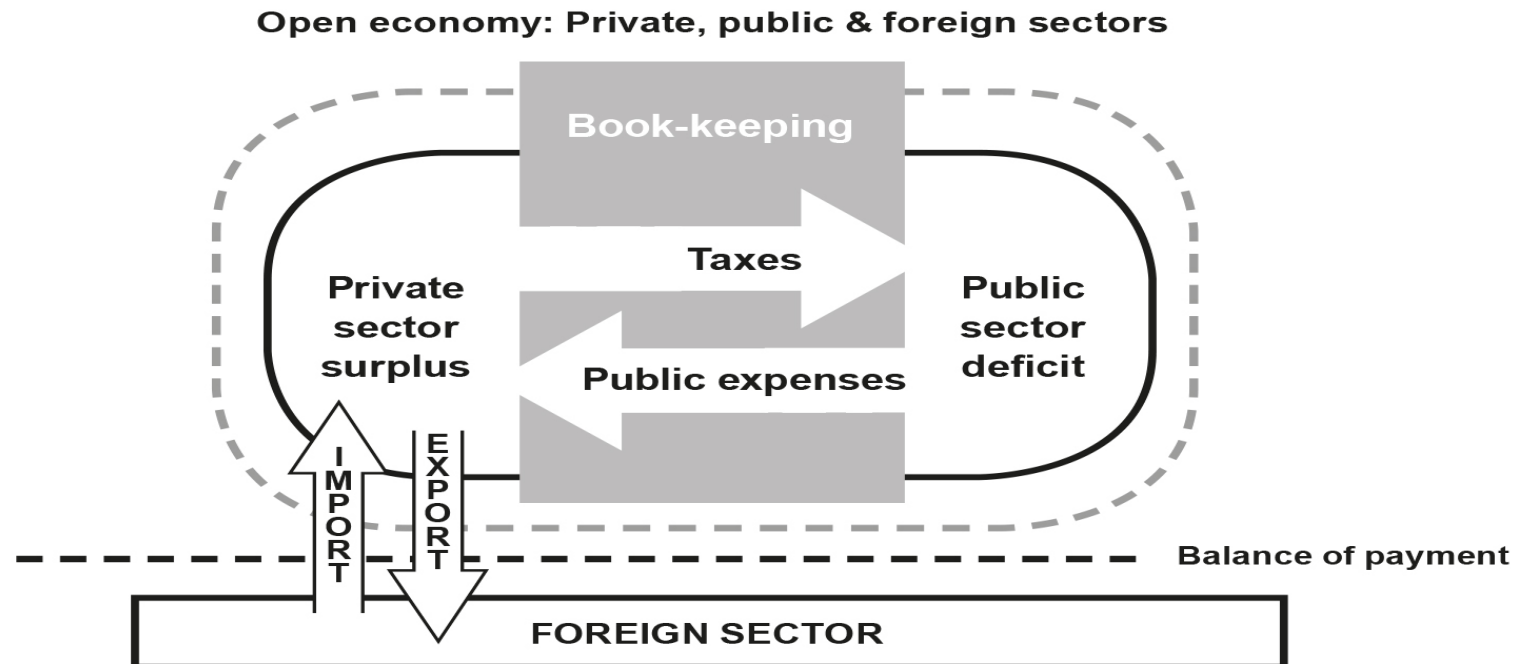 Open economy: Private, public & foreign sectors
Book-keeping
Taxes
Private
sector
surplus
Public
sector
deficit
Public expenses
IMPORT
EXPORT
Balance of payment
FOREIGN SECTOR